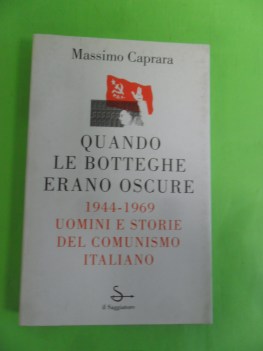 Massimo Caprara
QUANDO
LE BOTTEGHE
ERANO OSCURE
1944-1969
UOMINI E STORIE
DEL COMUNISMO
ITALIANO
il Saggiatore